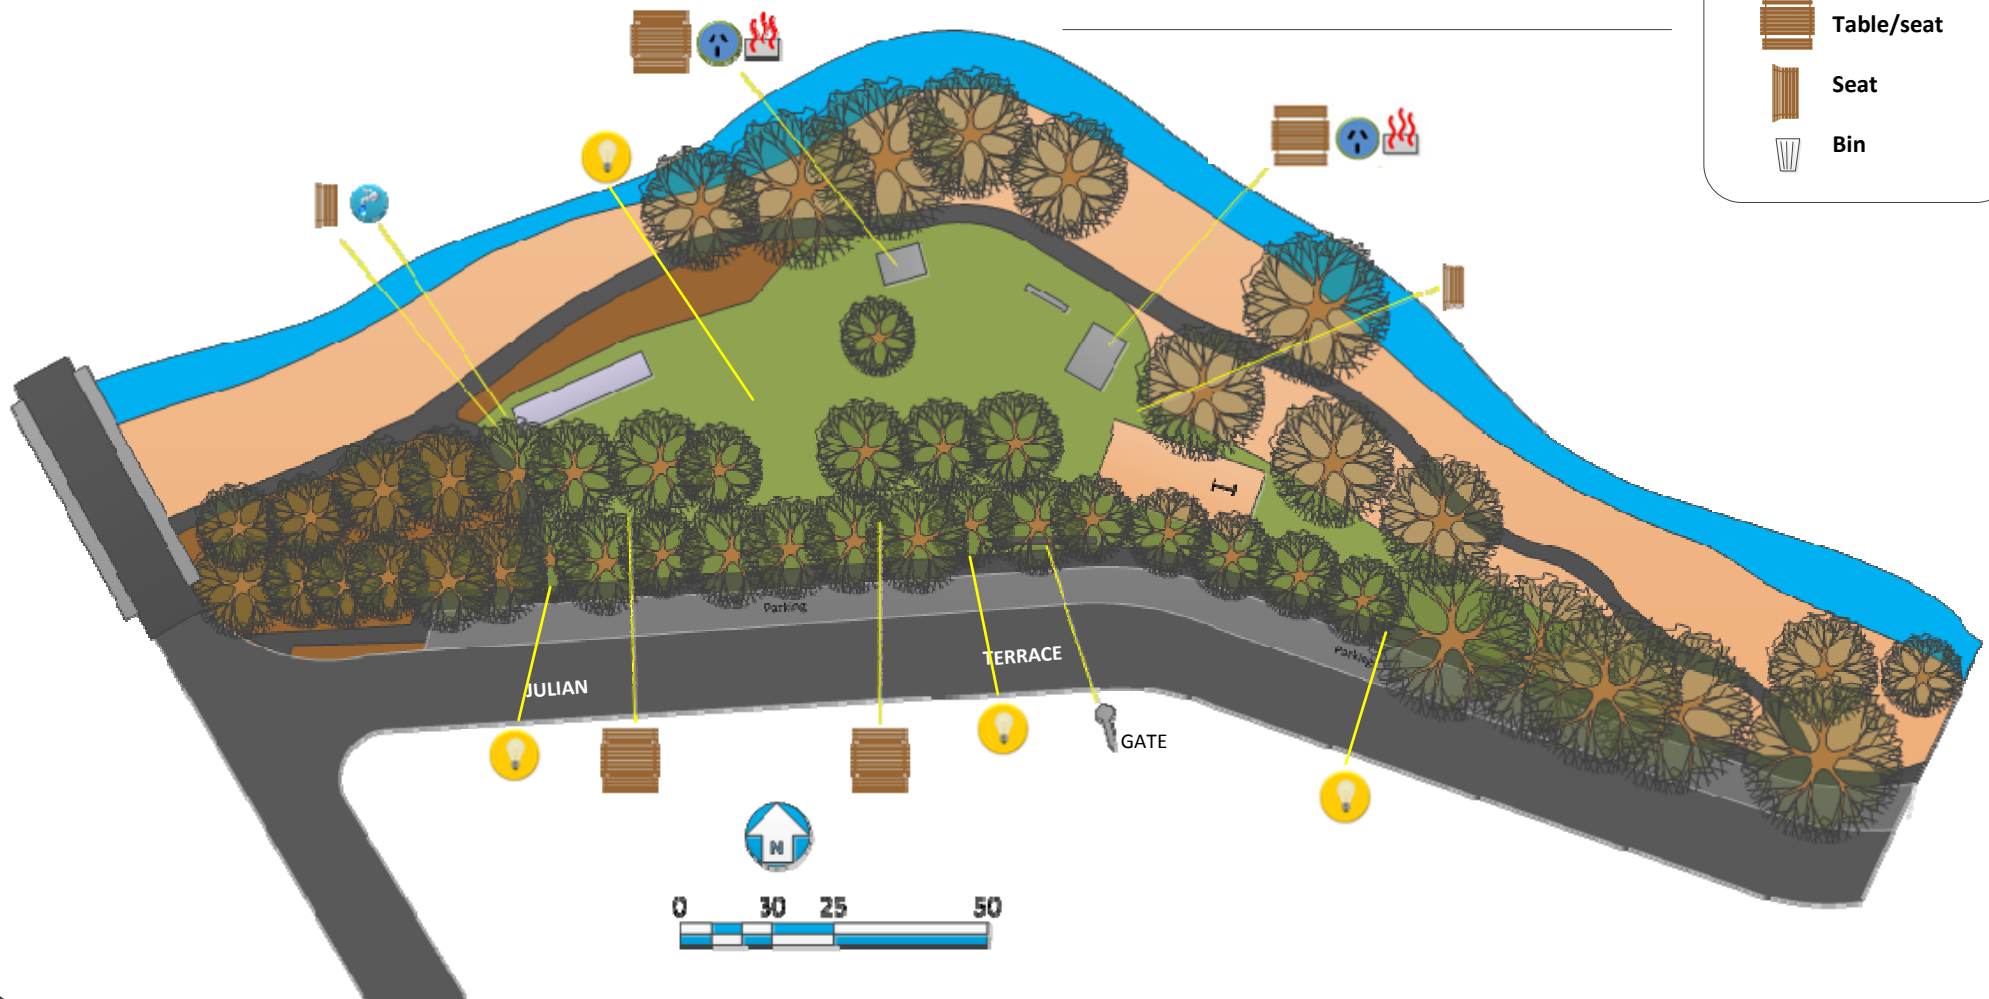 Table/seat
Seat
Bin
Parking
TERRACE
Parking
JULIAN
GATE
N
0 30 25 50